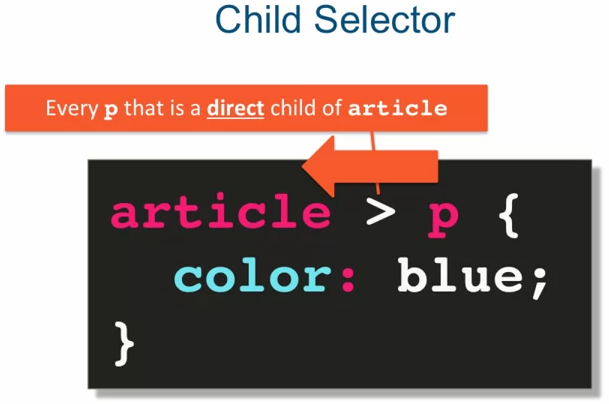 Child Selector
Every p that is a direct child of article
article > p {
color: blue;
}